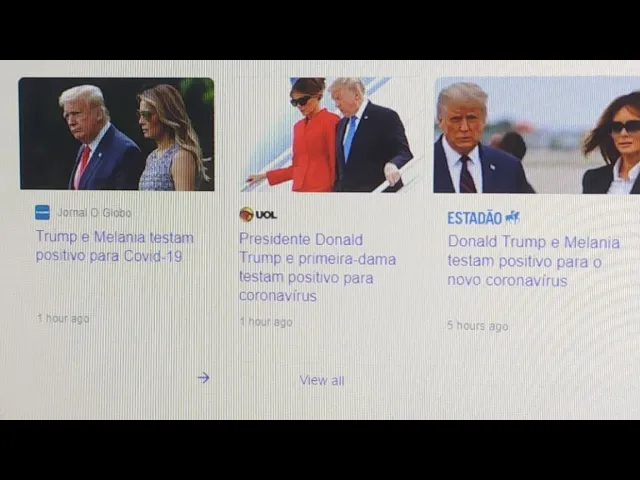 Jornal O Globo
Trump e Melania testam
positivo para Covid-19
1 hour ago
UOL
Presidente Donald
Trump e primeira-dama
testam positivo para
coronavírus
1 hour ago
ESTADÃO
Donald Trump e Melania
testam positivo para o
novo coronavírus
5 hours ago
View all